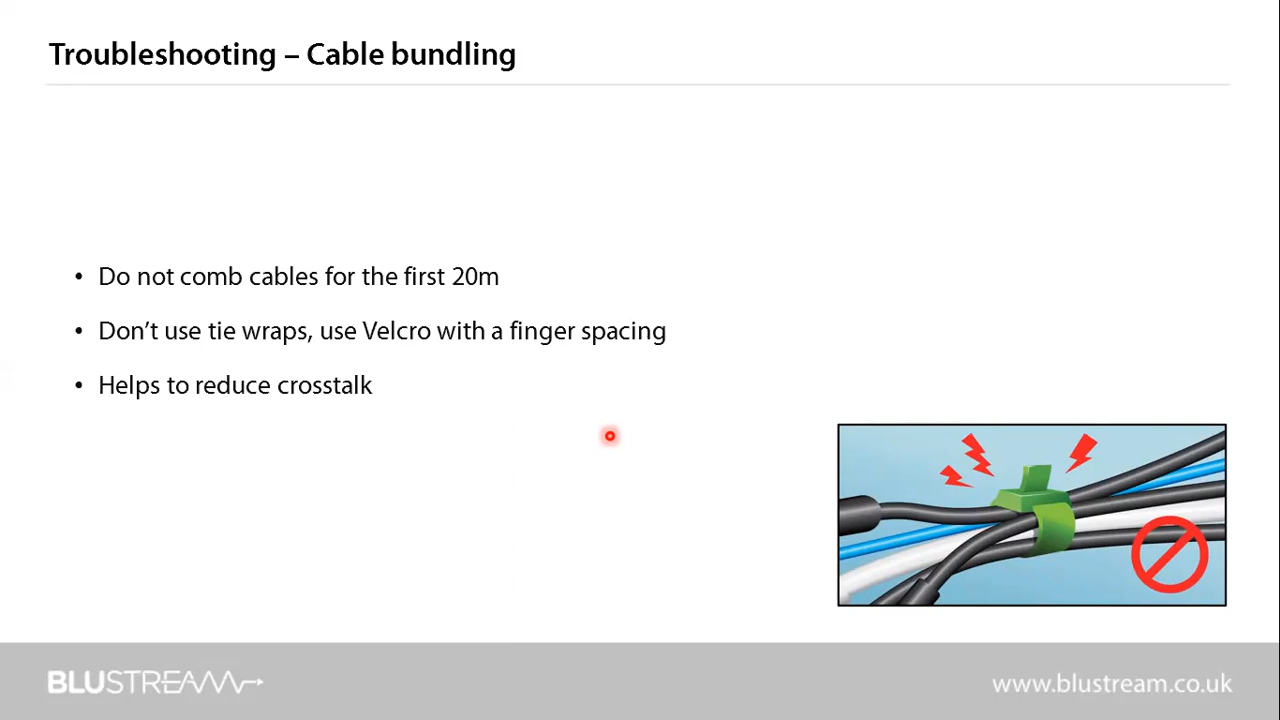 Troubleshooting – Cable bundling
• Do not comb cables for the first 20m
• Don’t use tie wraps, use Velcro with a finger spacing
• Helps to reduce crosstalk
BLUSTREAM
www.blustream.co.uk